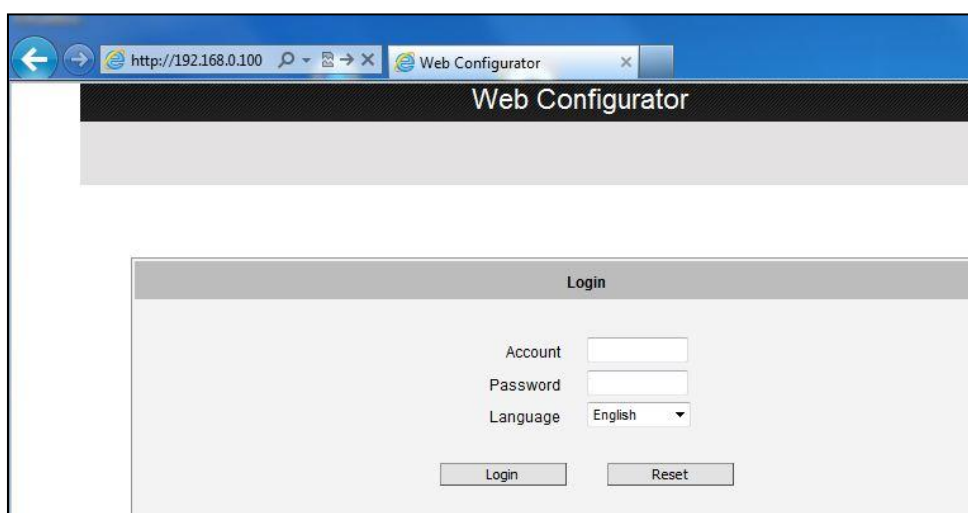 http://192.168.0.100 Web Configurator
Web Configurator
Login
Account
Password
Language English
Login Reset